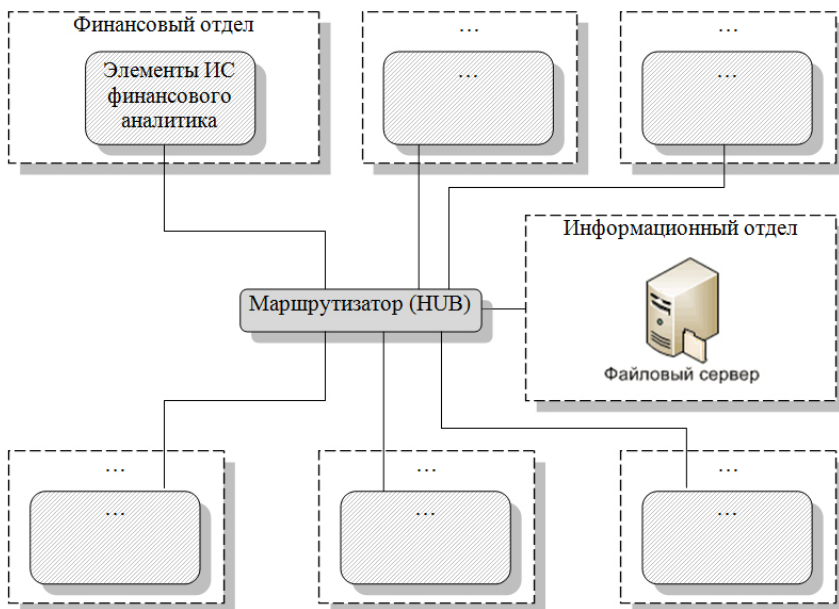 Финансовый отдел
Элементы ИС
финансового
аналитика
...
...
...
...
Информационный отдел
Маршрутизатор (HUB)
Файловый сервер
...
...
...
...
...
...